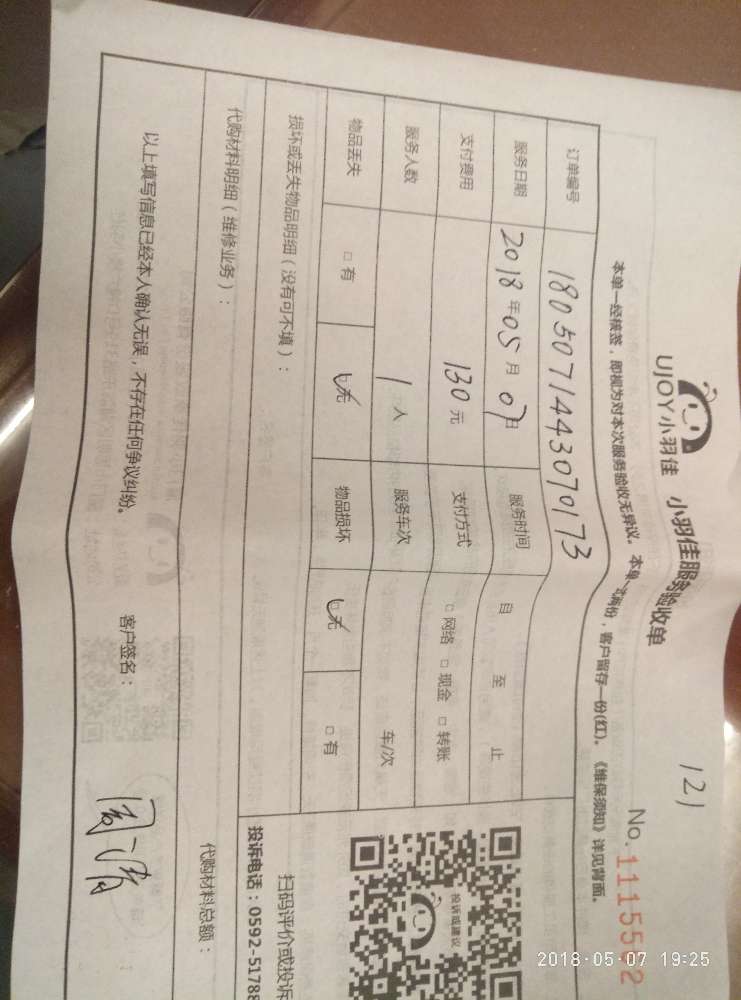 121
UJOY小羽佳 小羽佳服务验收单
No. 1115562
本单一经核签，即视为对本次服务验收无异议。本单一式两份，客户留存一份(红)。《维保须知》详见背面。
订单编号 1805071443070173
服务日期 2018年05月07日 服务时间 自 至 止
支付费用 130元 支付方式 □网络 □现金 □转账
服务人数 1人 服务车次 车/次
物品丢失 □有 □无 物品损坏 □无 □有
损坏或丢失物品明细（没有可不填）：
代购材料明细（维修业务）： 代购材料总额：
投诉或建议
扫码评价或投诉
投诉电话：0592-51788
以上填写信息已经本人确认无误，不存在任何争议纠纷。 客户签名：
2018-05-07 19:25